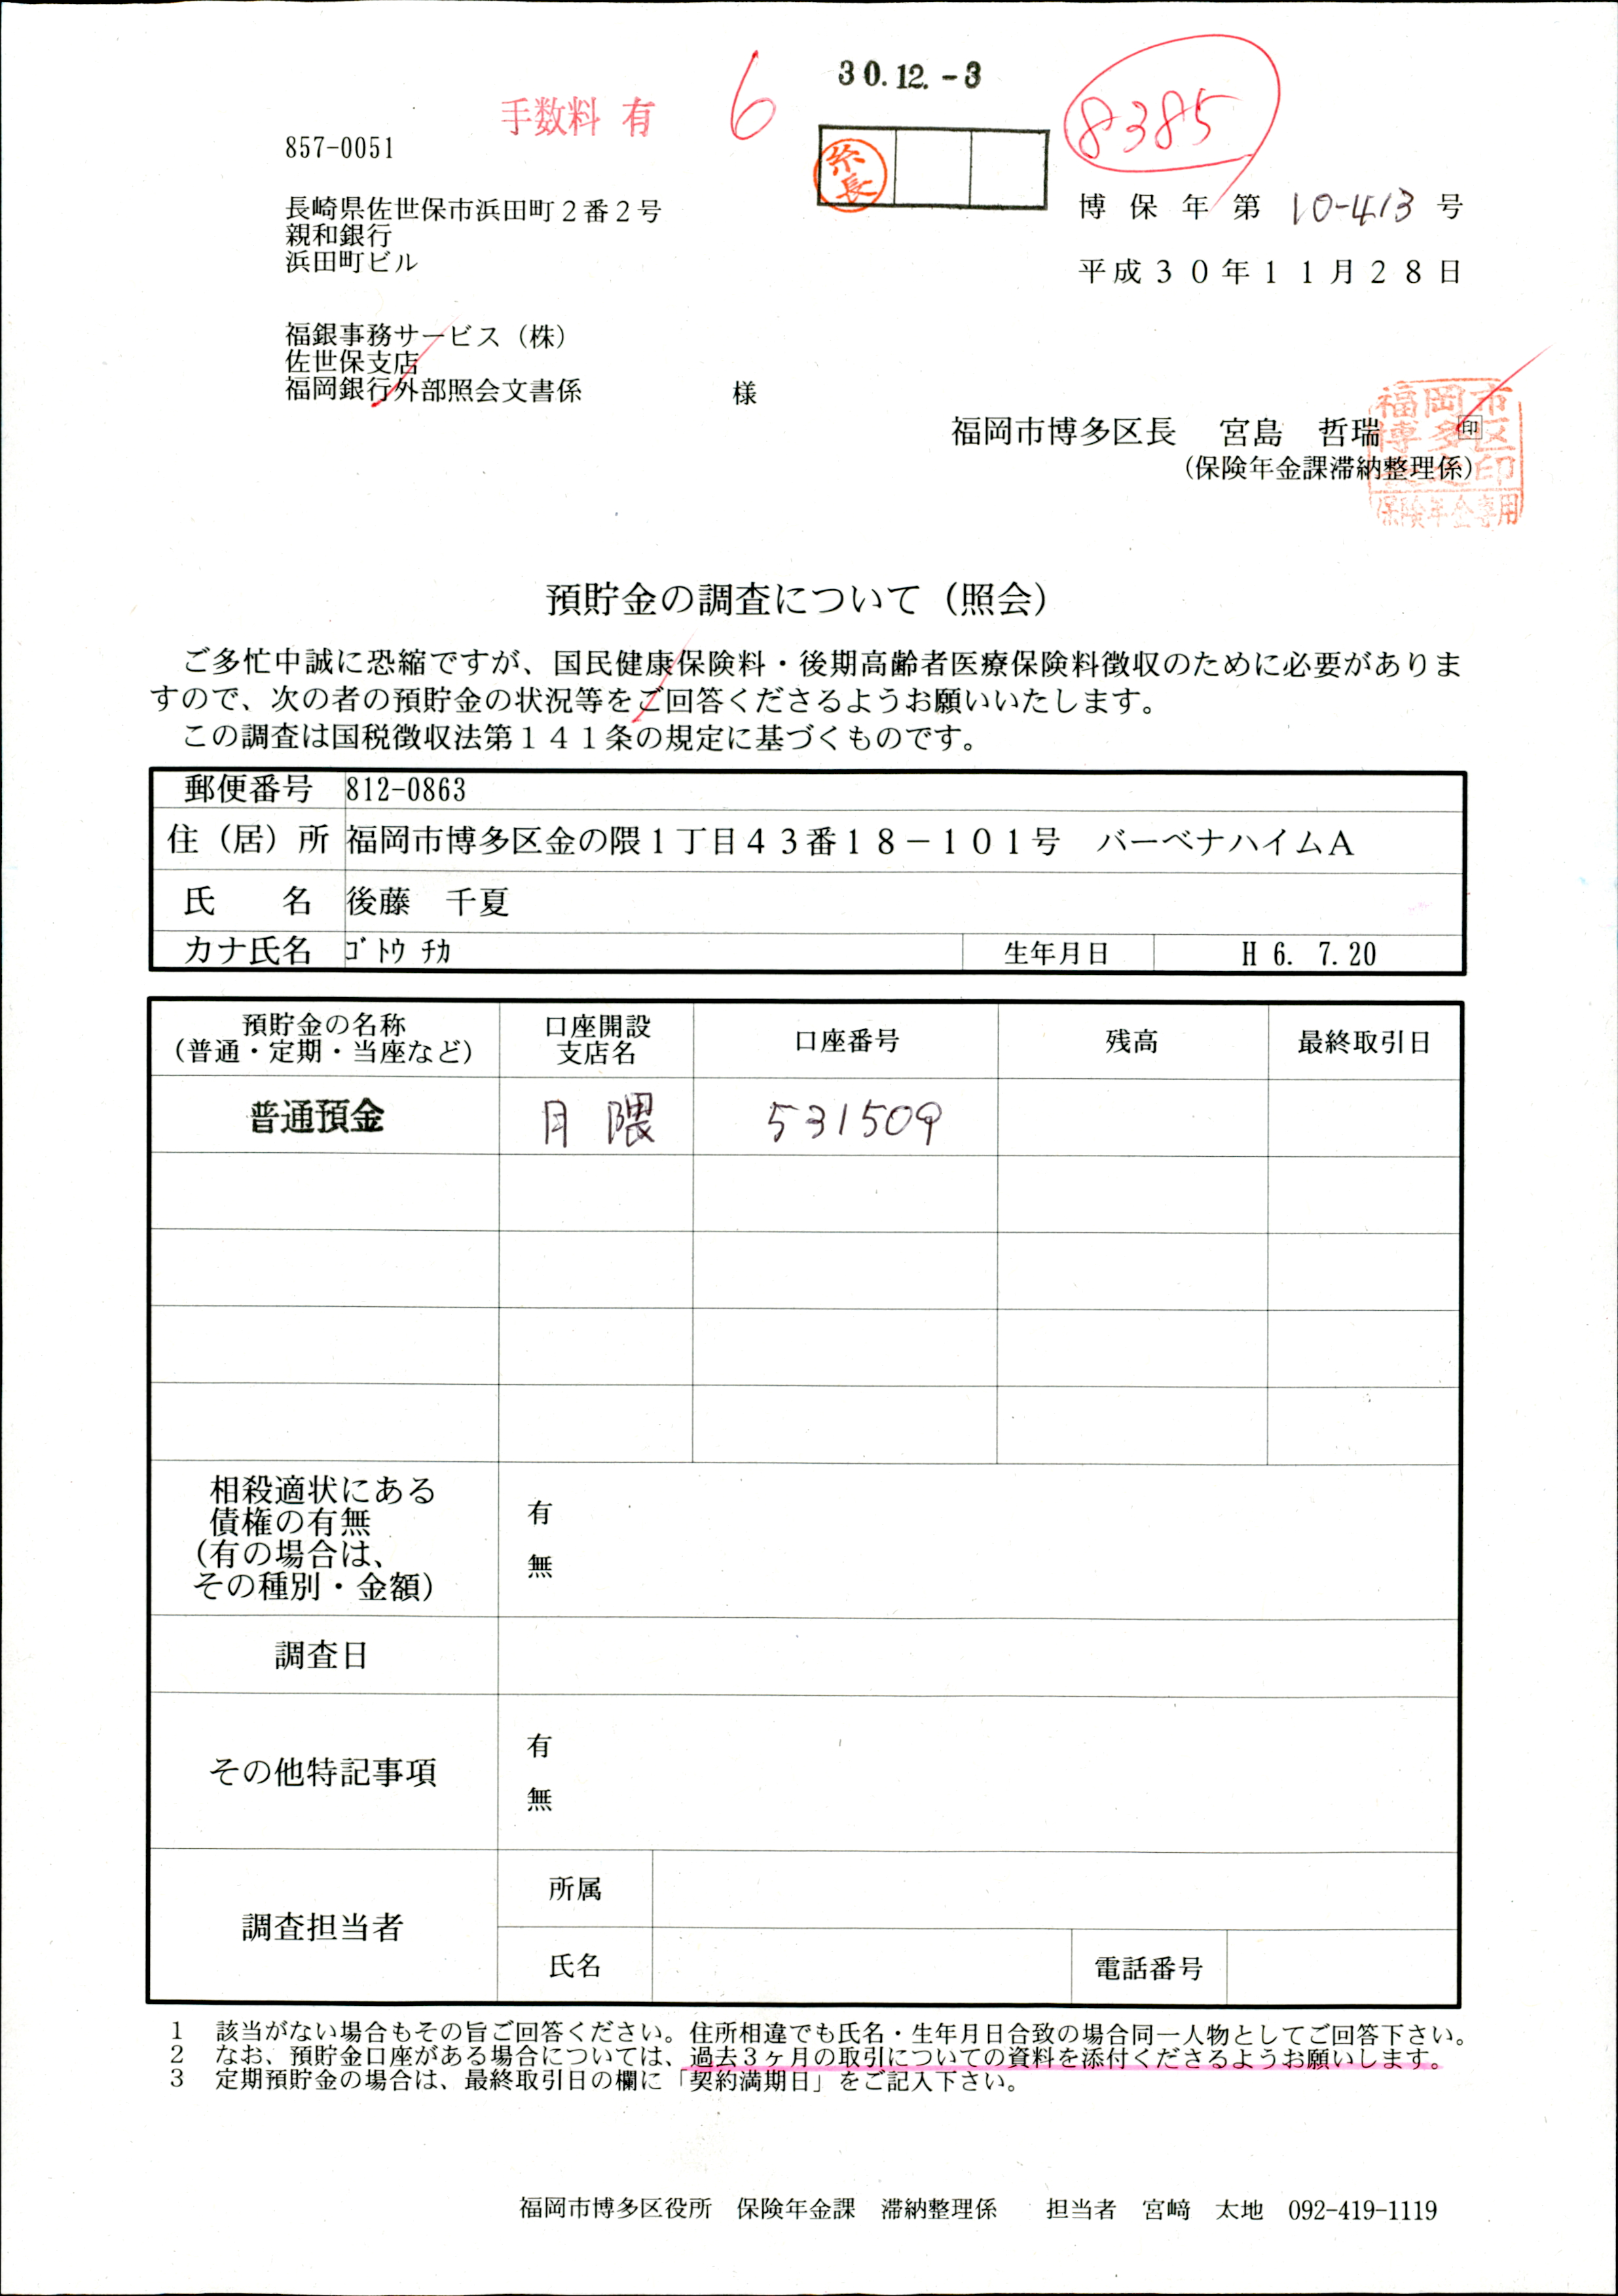 30.12.-3
手数料 有
6
8385
糸長
857-0051
長崎県佐世保市浜田町２番２号
親和銀行
浜田町ビル
博保年第 10-413 号
平成３０年１１月２８日
福銀事務サービス（株）
佐世保支店
福岡銀行外部照会文書係 様
福岡市博多区長 宮島 哲瑞 印
（保険年金課滞納整理係）
福岡市
博多区
長之印
保険年金専用
預貯金の調査について（照会）
ご多忙中誠に恐縮ですが、国民健康保険料・後期高齢者医療保険料徴収のために必要がありま
すので、次の者の預貯金の状況等をご回答くださるようお願いいたします。
この調査は国税徴収法第１４１条の規定に基づくものです。
郵便番号 812-0863
住（居）所 福岡市博多区金の隈１丁目４３番１８－１０１号 バーベナハイムＡ
氏 名 後藤 千夏
カナ氏名 ｺﾞﾄｳ ﾁｶ 生年月日 H 6. 7.20
預貯金の名称
（普通・定期・当座など）
口座開設
支店名
口座番号 残高 最終取引日
普通預金 月隈 531509
相殺適状にある
債権の有無
（有の場合は、
その種別・金額）
有
無
調査日
その他特記事項
有
無
調査担当者
所属
氏名 電話番号
1 該当がない場合もその旨ご回答ください。住所相違でも氏名・生年月日合致の場合同一人物としてご回答下さい。
2 なお、預貯金口座がある場合については、過去３ヶ月の取引についての資料を添付くださるようお願いします。
3 定期預貯金の場合は、最終取引日の欄に「契約満期日」をご記入下さい。
福岡市博多区役所 保険年金課 滞納整理係 担当者 宮﨑 太地 092-419-1119